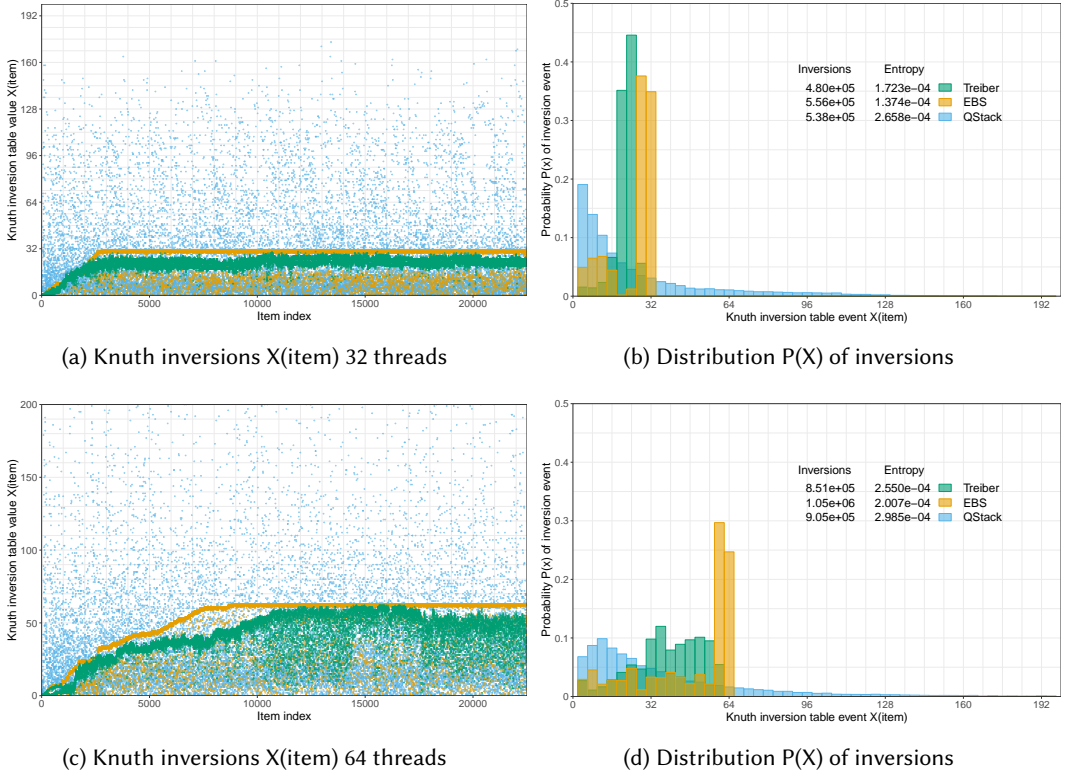 Knuth inversion table value X(item)
192
160
128
96
64
32
0
0 5000 10000 15000 20000
Item index
(a) Knuth inversions X(item) 32 threads
Probability P(x) of inversion event
0.5
0.4
0.3
0.2
0.1
0
Inversions Entropy
4.80e+05 1.723e−04 Treiber
5.56e+05 1.374e−04 EBS
5.38e+05 2.658e−04 QStack
0 32 64 96 128 160 192
Knuth inversion table event X(item)
(b) Distribution P(X) of inversions
Knuth inversion table value X(item)
200
150
100
50
0
0 5000 10000 15000 20000
Item index
(c) Knuth inversions X(item) 64 threads
Probability P(x) of inversion event
0.5
0.4
0.3
0.2
0.1
0
Inversions Entropy
8.51e+05 2.550e−04 Treiber
1.05e+06 2.007e−04 EBS
9.05e+05 2.985e−04 QStack
0 32 64 96 128 160 192
Knuth inversion table event X(item)
(d) Distribution P(X) of inversions